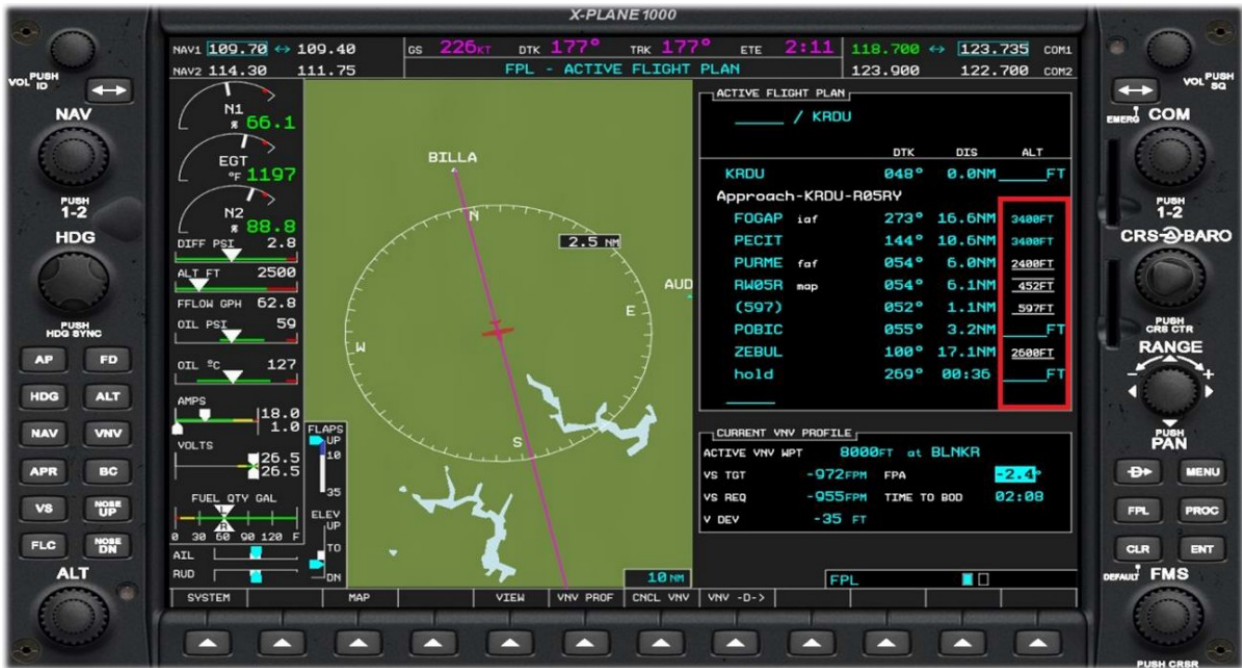 X-PLANE 1000
NAV1 109.70 ↔ 109.40
NAV2 114.30 111.75
GS 226KT DTK 177° TRK 177° ETE 2:11
FPL - ACTIVE FLIGHT PLAN
118.700 ↔ 123.735 COM1
123.900 122.700 COM2
VOL PUSH ID
NAV
PUSH 1-2
HDG
PUSH HDG SYNC
AP FD
HDG ALT
NAV VNV
APR BC
VS NOSE UP
FLC NOSE DN
ALT
N1 % 66.1
EGT °F 1197
N2 % 88.8
DIFF PSI 2.8
ALT FT 2500
FFLOW GPH 62.8
OIL PSI 59
OIL ºC 127
AMPS
18.0
1.0
VOLTS
26.5
26.5
FUEL QTY GAL
L
R
0 30 60 90 120 F
AIL
RUD
FLAPS
UP
10
35
ELEV
UP
TO
DN
BILLA
N
2.5 NM
AUD
E
W
S
10 NM
ACTIVE FLIGHT PLAN
_____ / KRDU
DTK DIS ALT
KRDU 048° 0.0NM _____FT
Approach-KRDU-R05RY
FOGAP iaf 273° 16.6NM 3400FT
PECIT 144° 10.6NM 3400FT
PURME faf 054° 6.0NM 2400FT
RW05R map 054° 6.1NM 452FT
(597) 052° 1.1NM 597FT
POBIC 055° 3.2NM _____FT
ZEBUL 100° 17.1NM 2600FT
hold 269° 00:36 _____FT
_____
CURRENT VNV PROFILE
ACTIVE VNV WPT 8000FT at BLNKR
VS TGT -972FPM FPA -2.4°
VS REQ -955FPM TIME TO BOD 02:08
V DEV -35 FT
FPL
SYSTEM MAP VIEW VNV PROF CNCL VNV VNV -D->
VOL PUSH SQ
EMERG
COM
PUSH 1-2
CRS BARO
PUSH CRS CTR
RANGE
- +
PUSH PAN
D MENU
FPL PROC
CLR ENT
DEFAULT FMS
PUSH CRSR